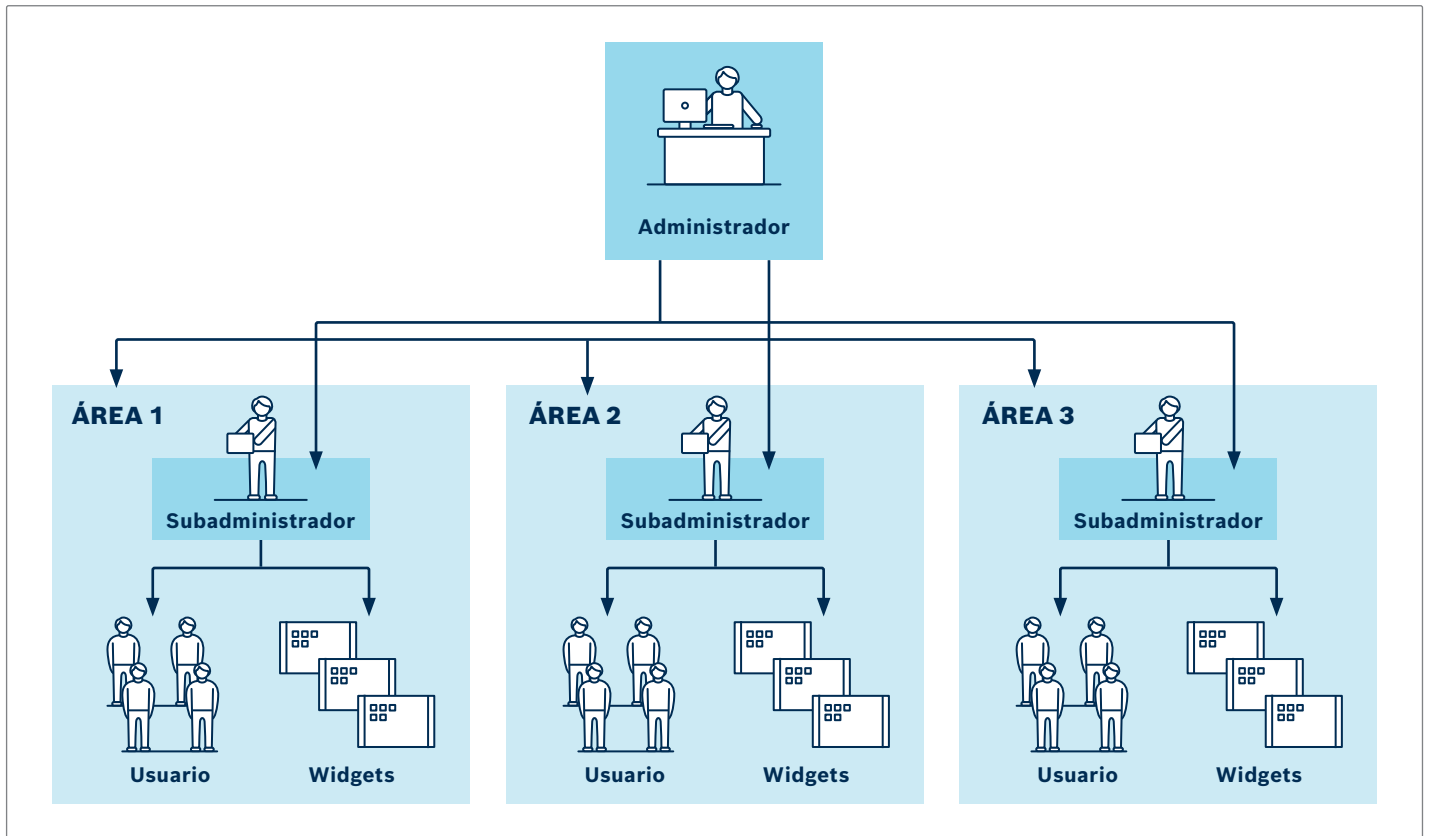 Administrador
ÁREA 1
Subadministrador
Usuario
Widgets
ÁREA 2
Subadministrador
Usuario
Widgets
ÁREA 3
Subadministrador
Usuario
Widgets